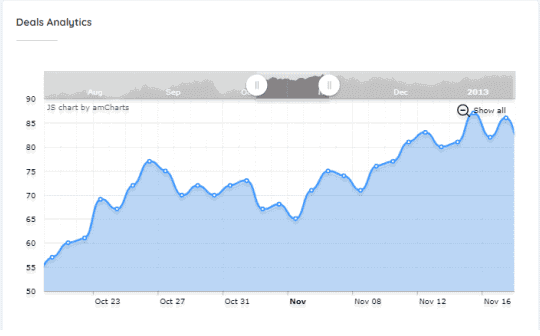 Deals Analytics
Aug Sep Dec 2013
JS chart by amCharts
Show all
90
85
80
75
70
65
60
55
50
Oct 23 Oct 27 Oct 31 Nov Nov 08 Nov 12 Nov 16